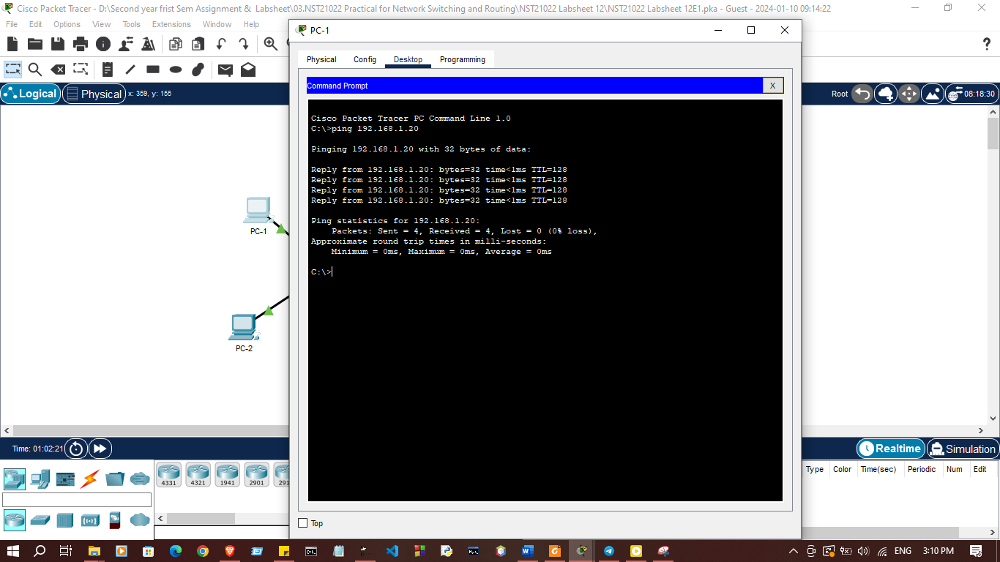 Cisco Packet Tracer - D:\Second year frist Sem Assignment & Labsheet\03.NST21022 Practical for Network Switching and Routing\NST21022 Labsheet 12\NST21022 Labsheet 12E1.pka - Guest - 2024-01-10 09:14:22
File Edit Options View Tools Extensions Window Help
PC-1
Physical Config Desktop Programming
Command Prompt
X
Logical Physical x: 359, y: 155
Root 08:18:30
Cisco Packet Tracer PC Command Line 1.0
C:\>ping 192.168.1.20
Pinging 192.168.1.20 with 32 bytes of data:
Reply from 192.168.1.20: bytes=32 time<1ms TTL=128
Reply from 192.168.1.20: bytes=32 time<1ms TTL=128
Reply from 192.168.1.20: bytes=32 time<1ms TTL=128
Reply from 192.168.1.20: bytes=32 time<1ms TTL=128
Ping statistics for 192.168.1.20:
Packets: Sent = 4, Received = 4, Lost = 0 (0% loss),
Approximate round trip times in milli-seconds:
Minimum = 0ms, Maximum = 0ms, Average = 0ms
C:\>
PC-1
PC-2
Time: 01:02:21
Realtime Simulation
4331 4321 1941 2901 291
Type Color Time(sec) Periodic Num Edit
Top
ENG 3:10 PM